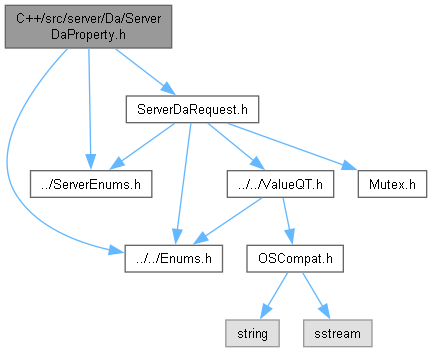 C++/src/server/Da/Server
DaProperty.h
ServerDaRequest.h
../ServerEnums.h
../../ValueQT.h
Mutex.h
../../Enums.h
OSCompat.h
string
sstream